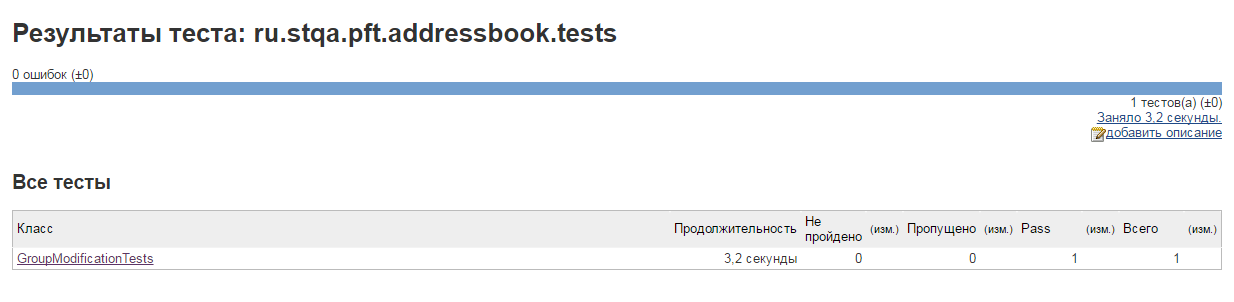 Результаты теста: ru.stqa.pft.addressbook.tests
0 ошибок (±0)
1 тестов(а) (±0)
Заняло 3,2 секунды.
добавить описание
Все тесты
Класс Продолжительность Не пройдено (изм.) Пропущено (изм.) Pass (изм.) Всего (изм.)
GroupModificationTests 3,2 секунды 0 0 1 1